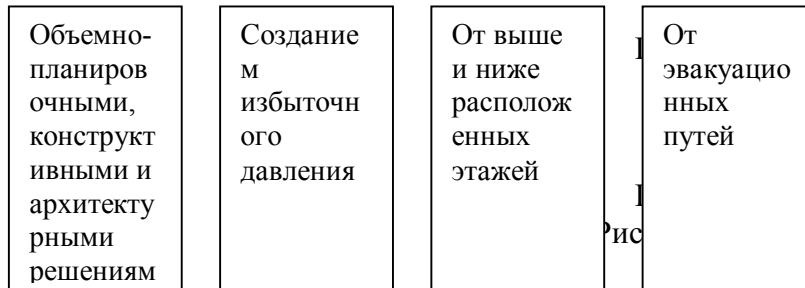 Объемно-
планиров
очными,
конструкт
ивными и
архитекту
рными
решениям
Создание
м
избыточн
ого
давления
От выше
и ниже
располож
енных
этажей
От
эвакуацио
нных
путей